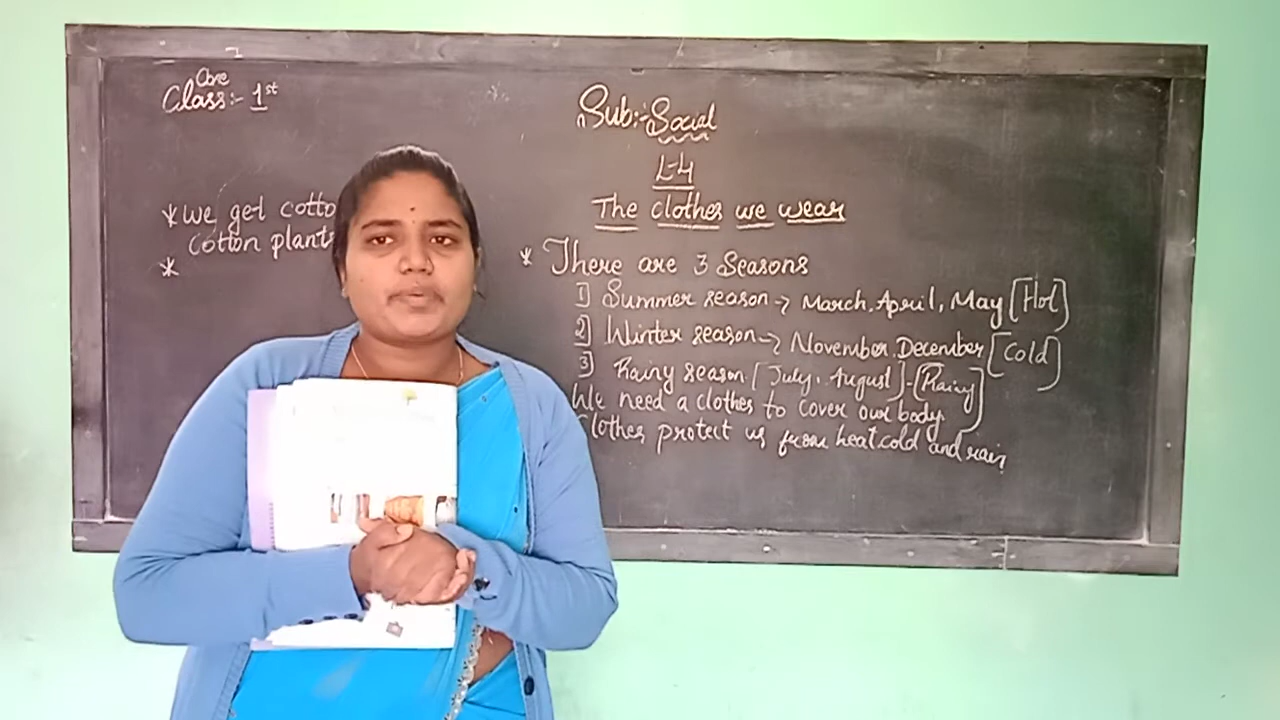 One
Class:- 1st
*We get cotto
cotton plants
*
Sub:- Social
L-4
The clothes we wear
* There are 3 Seasons
1] Summer season → March, April, May [Hot]
2] Winter season → November, December [Cold]
3] Rainy season [July, August]-[Rainy]
We need a clothes to cover our body
Clothes protect us from heat cold and rain